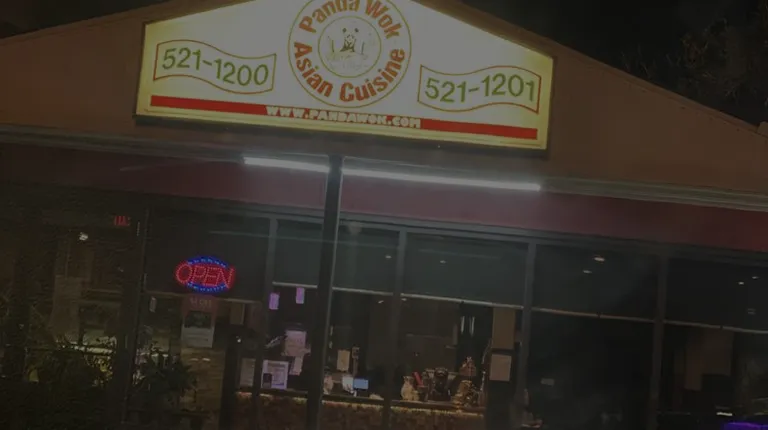 Panda Wok
Asian Cuisine
521-1200
521-1201
WWW.PANDAWOK.COM
OPEN